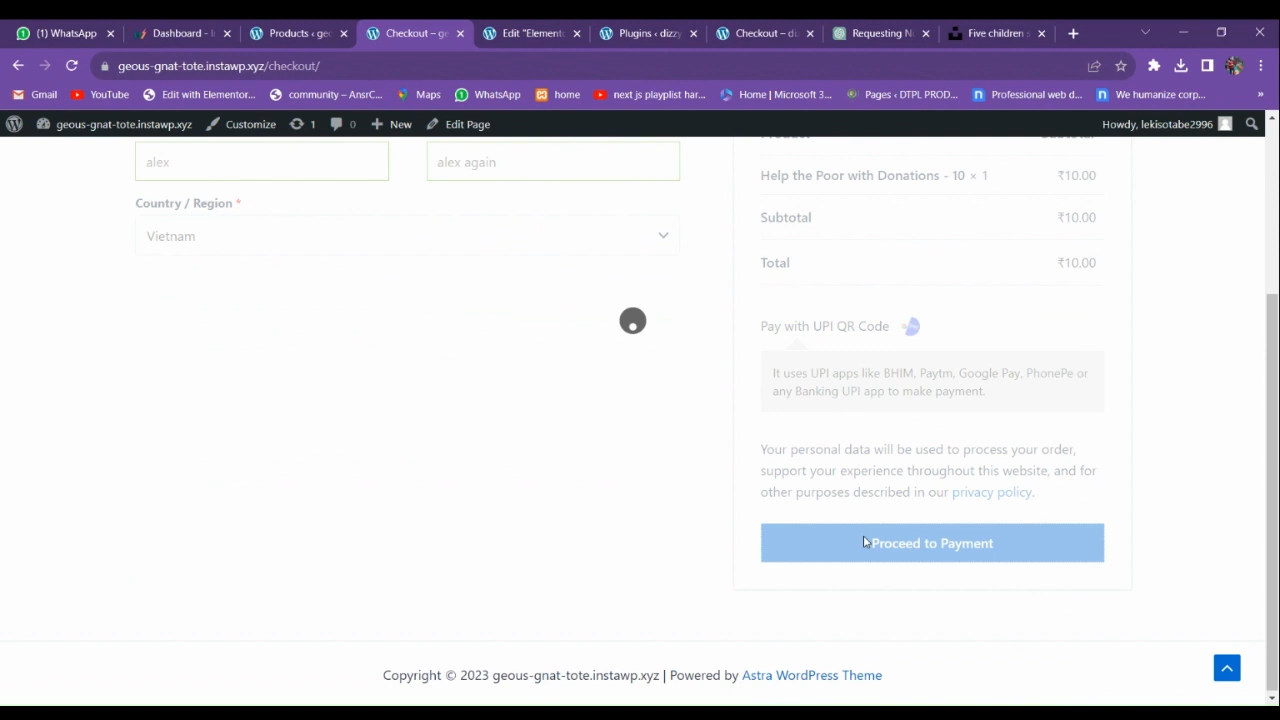 (1) WhatsApp
Dashboard - I
Products ‹ geo
Checkout – ge
Edit "Element
Plugins ‹ dizzy
Checkout – du
Requesting N
Five children s
geous-gnat-tote.instawp.xyz/checkout/
Gmail
YouTube
Edit with Elementor...
community – AnsrC...
Maps
WhatsApp
home
next js playlist har...
Home | Microsoft 3...
Pages ‹ DTPL PROD...
Professional web d...
We humanize corp...
»
geous-gnat-tote.instawp.xyz
Customize
1
0
New
Edit Page
Howdy, lekisotabe2996
Product
Subtotal
alex
alex again
Help the Poor with Donations - 10 × 1
₹10.00
Country / Region *
Subtotal
₹10.00
Vietnam
Total
₹10.00
Pay with UPI QR Code
It uses UPI apps like BHIM, Paytm, Google Pay, PhonePe or
any Banking UPI app to make payment.
Your personal data will be used to process your order,
support your experience throughout this website, and for
other purposes described in our privacy policy.
Proceed to Payment
Copyright © 2023 geous-gnat-tote.instawp.xyz | Powered by Astra WordPress Theme